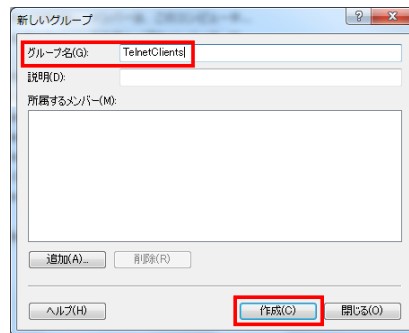 新しいグループ
グループ名(G):
TelnetClients
説明(D):
所属するメンバー(M):
追加(A)...
削除(R)
ヘルプ(H)
作成(C)
閉じる(O)